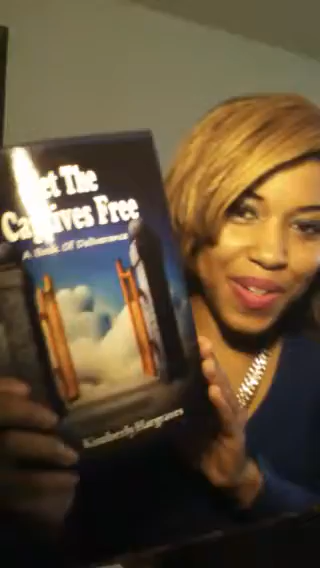 Set The
Captives Free
A Book Of Deliverance
Kimberly Hargraves